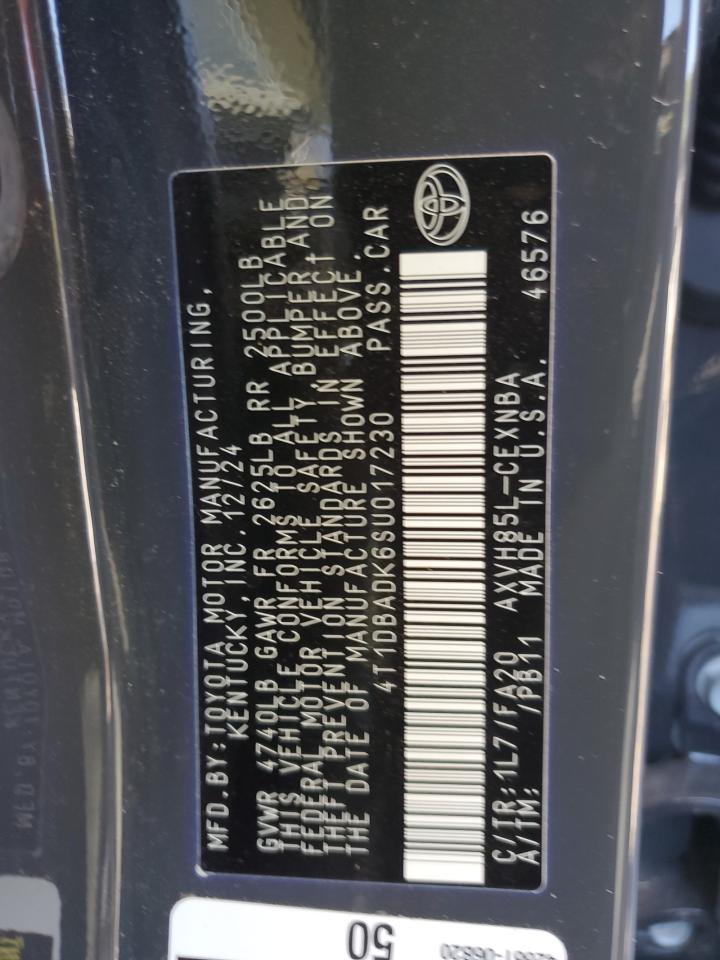 MFD.BY:TOYOTA MOTOR MANUFACTURING,
KENTUCKY,INC. 12/24
GVWR 4740LB GAWR FR 2625LB RR 2500LB
THIS VEHICLE CONFORMS TO ALL APPLICABLE
FEDERAL MOTOR VEHICLE SAFETY, BUMPER,AND
THEFT PREVENTION STANDARDS IN EFFECT ON
THE DATE OF MANUFACTURE SHOWN ABOVE.
4T1DBADK6SU017230 PASS.CAR
C/TR:1L7/FA20 AXVH85L-CEXNBA
A/TM: /PB11 MADE IN U.S.A. 46576
50